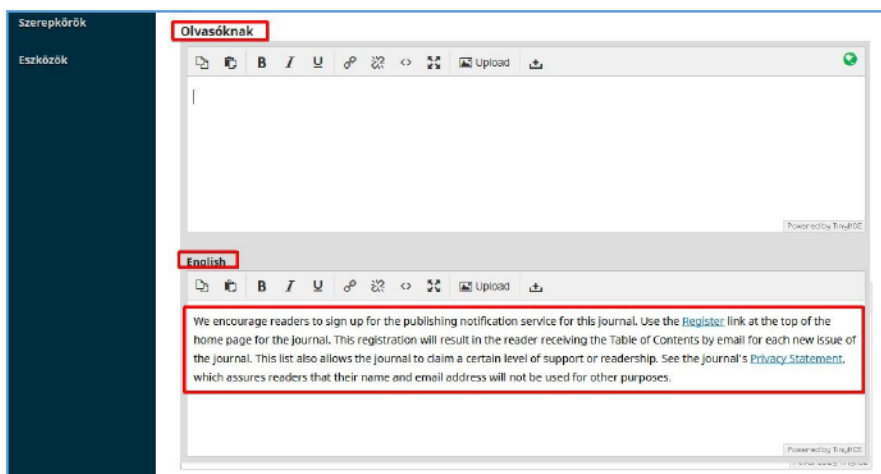 Szerepkörök
Eszközök
Olvasóknak
B I U Upload
Powered by TinyMCE
English
B I U Upload
We encourage readers to sign up for the publishing notification service for this journal. Use the Register link at the top of the
home page for the journal. This registration will result in the reader receiving the Table of Contents by email for each new issue of
the journal. This list also allows the journal to claim a certain level of support or readership. See the journal's Privacy Statement,
which assures readers that their name and email address will not be used for other purposes.
Powered by TinyMCE